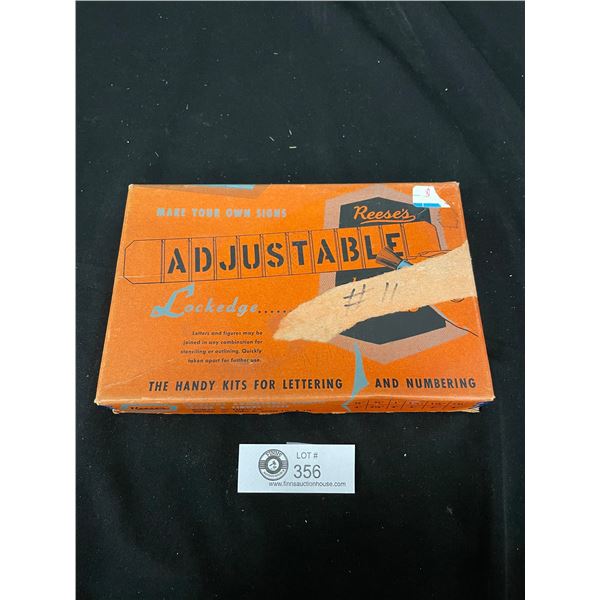 MAKE YOUR OWN SIGNS
Reese's
ADJUSTABLE
Lockedge......
# 11
Letters and figures may be
joined in any combination for
stenciling or outlining. Quickly
taken apart for further use.
THE HANDY KITS FOR LETTERING AND NUMBERING
Reese's
LOT #
356
www.finnsauctionhouse.com